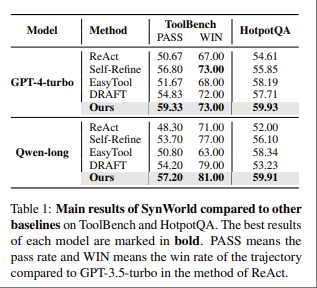 Model Method ToolBench HotpotQA
PASS WIN
ReAct 50.67 67.00 54.61
Self-Refine 56.80 73.00 55.85
GPT-4-turbo EasyTool 51.67 68.00 58.19
DRAFT 54.83 72.00 57.71
Ours 59.33 73.00 59.93
ReAct 48.30 71.00 52.00
Self-Refine 53.70 77.00 56.10
Qwen-long EasyTool 50.80 63.00 58.34
DRAFT 54.20 79.00 53.23
Ours 57.20 81.00 59.91
Table 1: Main results of SynWorld compared to other
baselines on ToolBench and HotpotQA. The best results
of each model are marked in bold. PASS means the
pass rate and WIN means the win rate of the trajectory
compared to GPT-3.5-turbo in the method of ReAct.